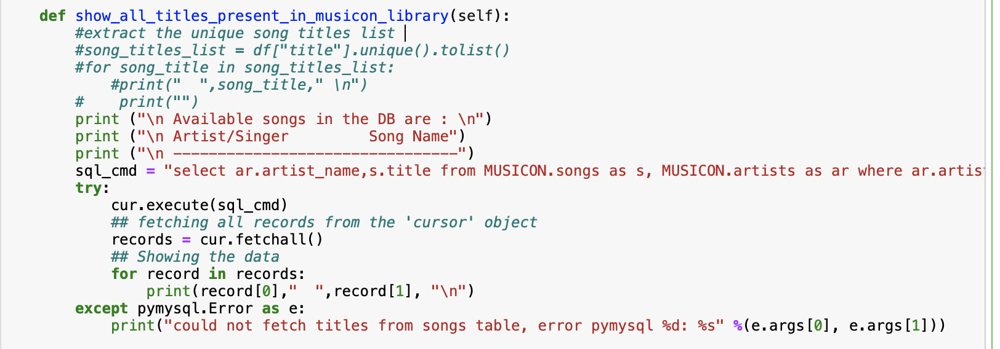 def show_all_titles_present_in_musicon_library(self):
#extract the unique song titles list
#song_titles_list = df["title"].unique().tolist()
#for song_title in song_titles_list:
#print("  ",song_title," \n")
#    print("")
print ("\n Available songs in the DB are : \n")
print ("\n Artist/Singer         Song Name")
print ("\n --------------------------------")
sql_cmd = "select ar.artist_name,s.title from MUSICON.songs as s, MUSICON.artists as ar where
try:
cur.execute(sql_cmd)
## fetching all records from the 'cursor' object
records = cur.fetchall()
## Showing the data
for record in records:
print(record[0],"  ",record[1], "\n")
except pymysql.Error as e:
print("could not fetch titles from songs table, error pymysql %d: %s" %(e.args[0], e.args[1]))